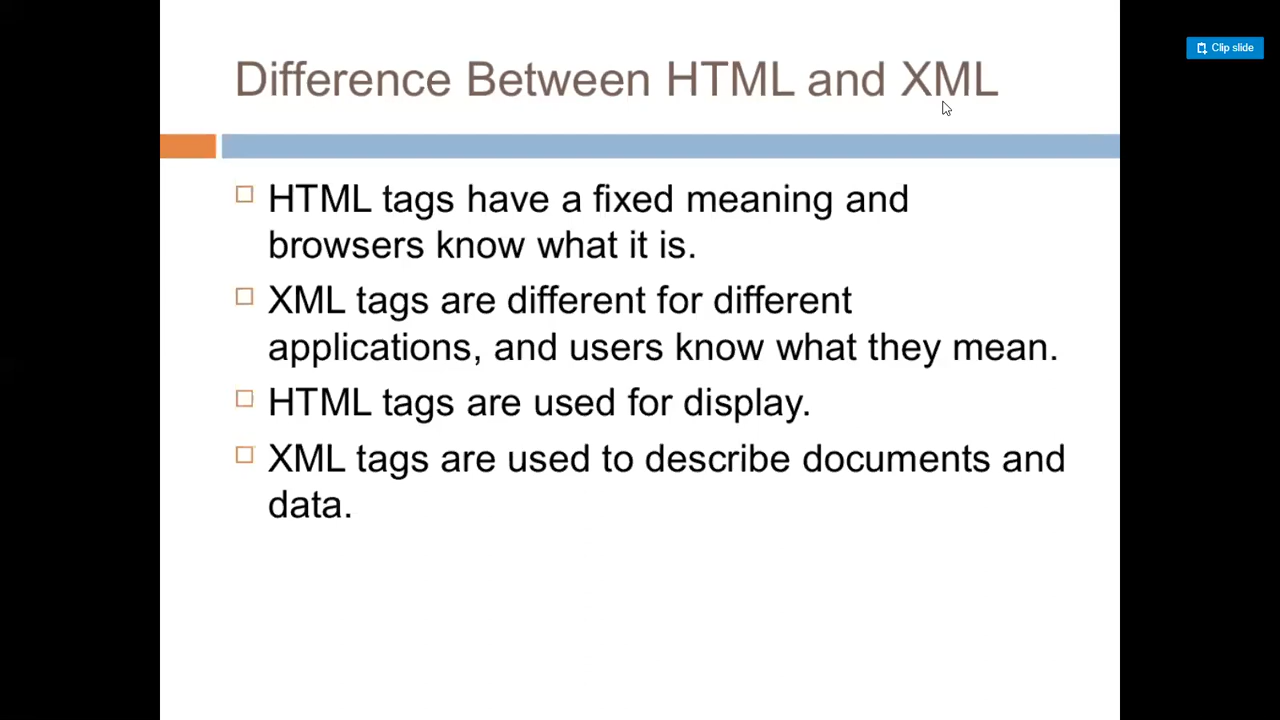 Clip slide
Difference Between HTML and XML
HTML tags have a fixed meaning and
browsers know what it is.
XML tags are different for different
applications, and users know what they mean.
HTML tags are used for display.
XML tags are used to describe documents and
data.